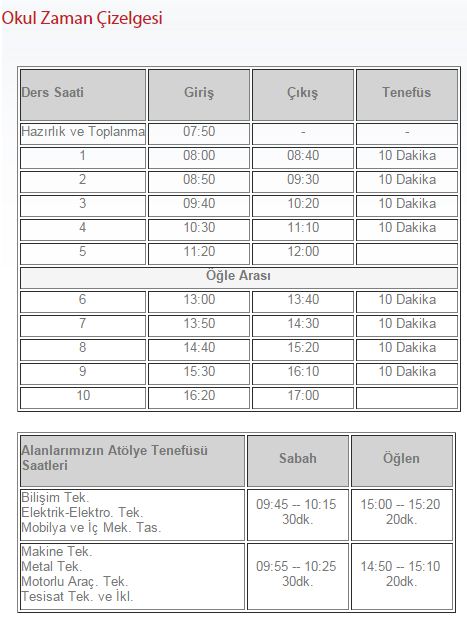 Okul Zaman Çizelgesi
Ders Saati Giriş Çıkış Tenefüs
Hazırlık ve Toplanma 07:50 - -
1 08:00 08:40 10 Dakika
2 08:50 09:30 10 Dakika
3 09:40 10:20 10 Dakika
4 10:30 11:10 10 Dakika
5 11:20 12:00
Öğle Arası
6 13:00 13:40 10 Dakika
7 13:50 14:30 10 Dakika
8 14:40 15:20 10 Dakika
9 15:30 16:10 10 Dakika
10 16:20 17:00
Alanlarımızın Atölye Tenefüsü
Saatleri
Sabah Öğlen
Bilişim Tek.
Elektrik-Elektro. Tek.
Mobilya ve İç Mek. Tas.
09:45 -- 10:15
30dk.
15:00 -- 15:20
20dk.
Makine Tek.
Metal Tek.
Motorlu Araç. Tek.
Tesisat Tek. ve İkl.
09:55 -- 10:25
30dk.
14:50 -- 15:10
20dk.